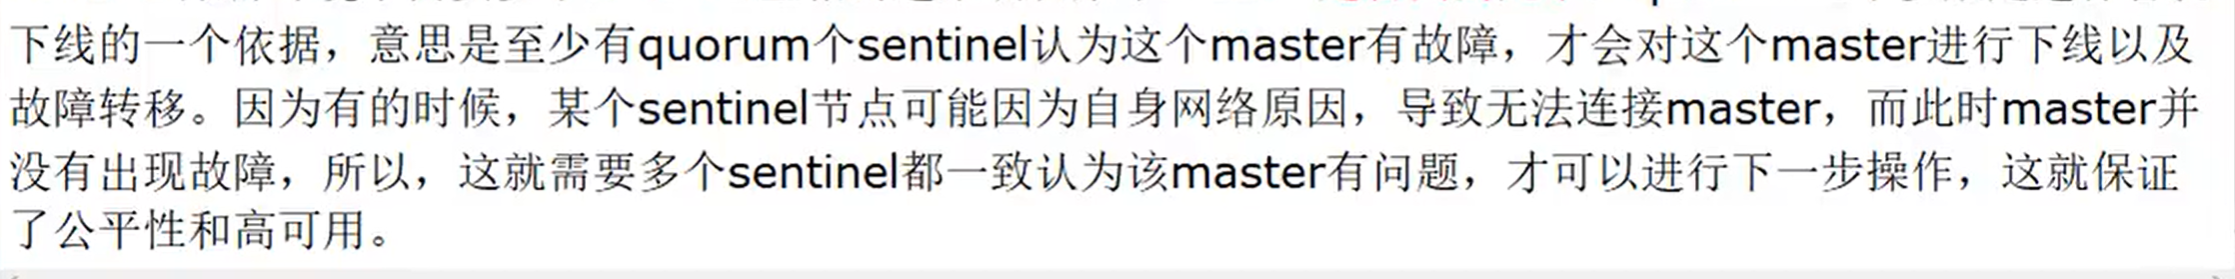 下线的一个依据，意思是至少有quorum个sentinel认为这个master有故障，才会对这个master进行下线以及
故障转移。因为有的时候，某个sentinel节点可能因为自身网络原因，导致无法连接master，而此时master并
没有出现故障，所以，这就需要多个sentinel都一致认为该master有问题，才可以进行下一步操作，这就保证
了公平性和高可用。